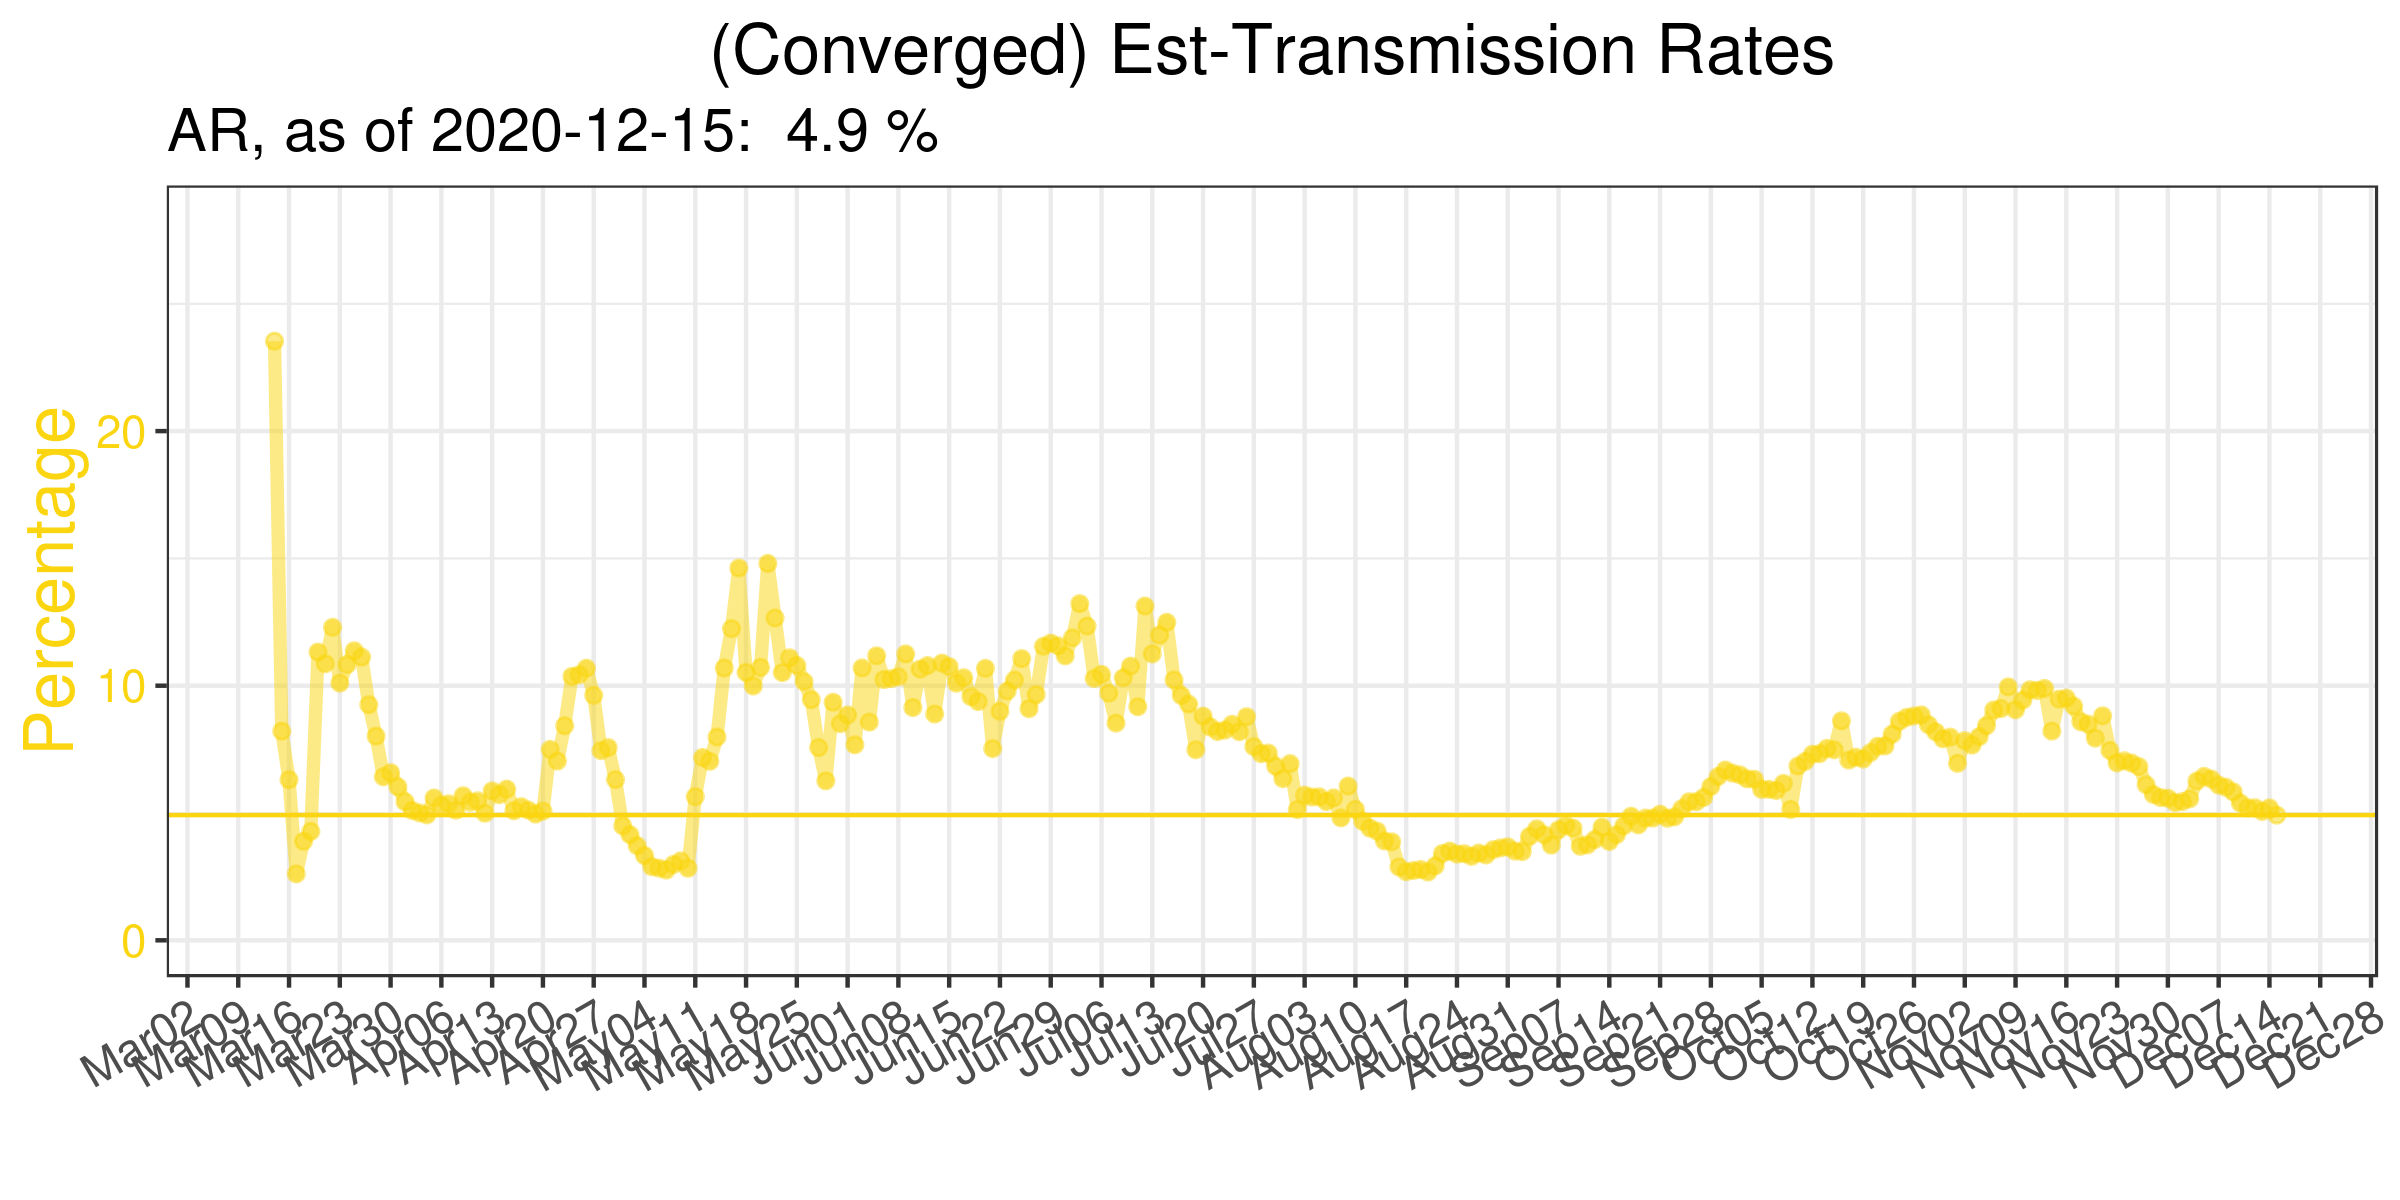 (Converged) Est-Transmission Rates
AR, as of 2020-12-15:  4.9 %
Percentage
20
10
0
Mar02
Mar09
Mar16
Mar23
Mar30
Apr06
Apr13
Apr20
Apr27
May04
May11
May18
May25
Jun01
Jun08
Jun15
Jun22
Jun29
Jul06
Jul13
Jul20
Jul27
Aug03
Aug10
Aug17
Aug24
Aug31
Sep07
Sep14
Sep21
Sep28
Oct05
Oct12
Oct19
Oct26
Nov02
Nov09
Nov16
Nov23
Nov30
Dec07
Dec14
Dec21
Dec28